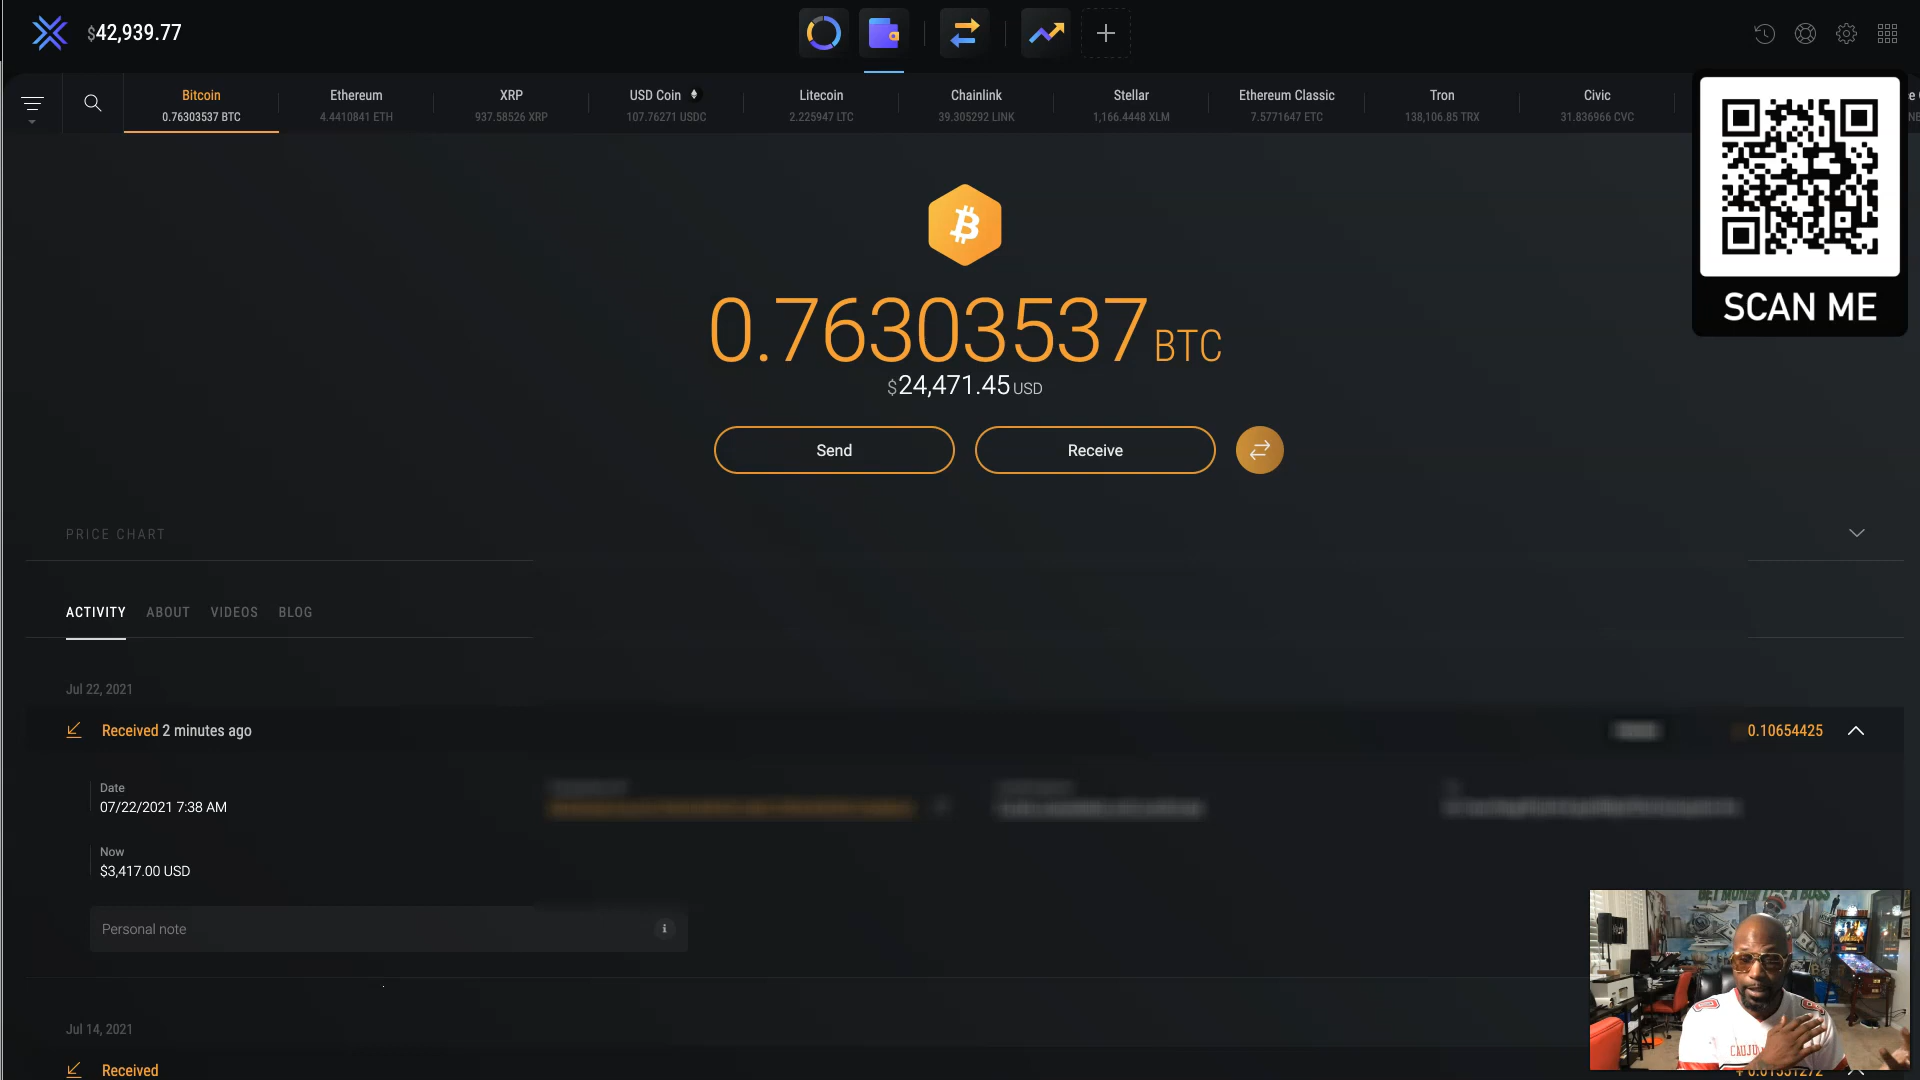 $42,939.77
Bitcoin
0.76303537 BTC
Ethereum
4.4410841 ETH
XRP
937.58526 XRP
USD Coin
107.76271 USDC
Litecoin
2.225947 LTC
Chainlink
39.305292 LINK
Stellar
1,166.4448 XLM
Ethereum Classic
7.5771647 ETC
Tron
138,106.85 TRX
Civic
31.836966 CVC
SCAN ME
0.76303537 BTC
$24,471.45 USD
Send
Receive
PRICE CHART
ACTIVITY ABOUT VIDEOS BLOG
Jul 22, 2021
Received 2 minutes ago
0.10654425
Date
07/22/2021 7:38 AM
Now
$3,417.00 USD
Personal note
Jul 14, 2021
Received